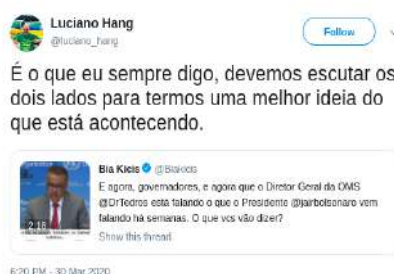 Luciano Hang
@luciano_hang
Follow
É o que eu sempre digo, devemos escutar os
dois lados para termos uma melhor ideia do
que está acontecendo.
Bia Kicis @Biakicis
E agora, governadores, e agora que o Diretor Geral da OMS
@DrTedros está falando o que o Presidente @jairbolsonaro vem
falando há semanas. O que vcs vão dizer?
Show this thread
2:15
6:20 PM - 30 Mar 2020